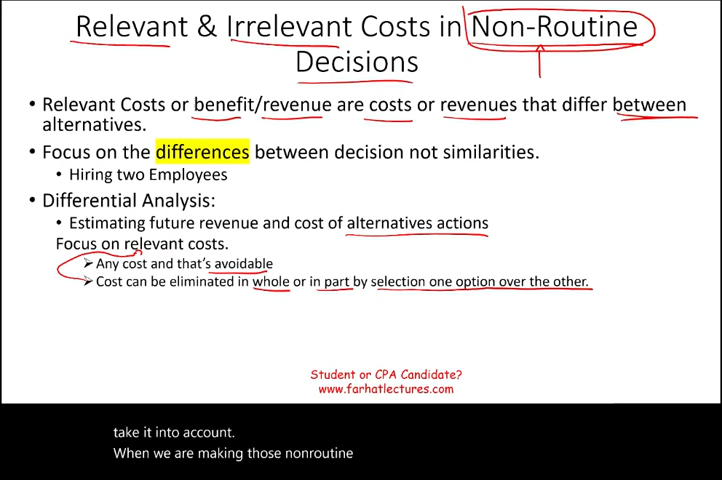 Relevant & Irrelevant Costs in Non-Routine
Decisions
• Relevant Costs or benefit/revenue are costs or revenues that differ between
alternatives.
• Focus on the differences between decision not similarities.
• Hiring two Employees
• Differential Analysis:
• Estimating future revenue and cost of alternatives actions
Focus on relevant costs.
➢ Any cost and that's avoidable
➢ Cost can be eliminated in whole or in part by selection one option over the other.
Student or CPA Candidate?
www.farhatlectures.com
take it into account.
When we are making those nonroutine